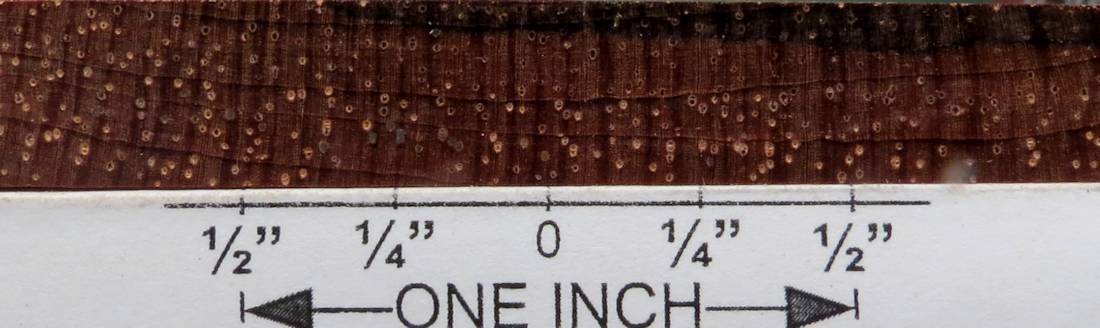 1/2” 1/4” 0 1/4” 1/2”
ONE INCH